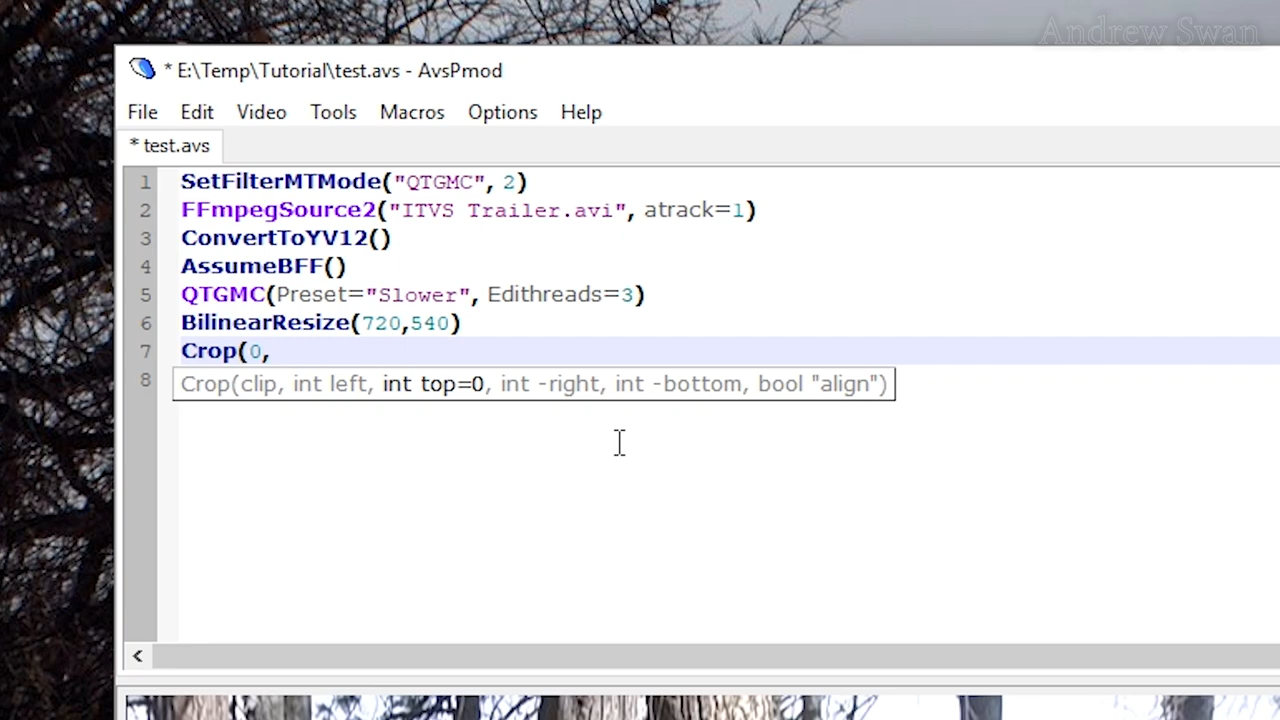 Andrew Swan
* E:\Temp\Tutorial\test.avs - AvsPmod
File Edit Video Tools Macros Options Help
* test.avs
1 SetFilterMTMode("QTGMC", 2)
2 FFmpegSource2("ITVS Trailer.avi", atrack=1)
3 ConvertToYV12()
4 AssumeBFF()
5 QTGMC(Preset="Slower", Edithreads=3)
6 BilinearResize(720,540)
7 Crop(0,
8 Crop(clip, int left, int top=0, int -right, int -bottom, bool "align")